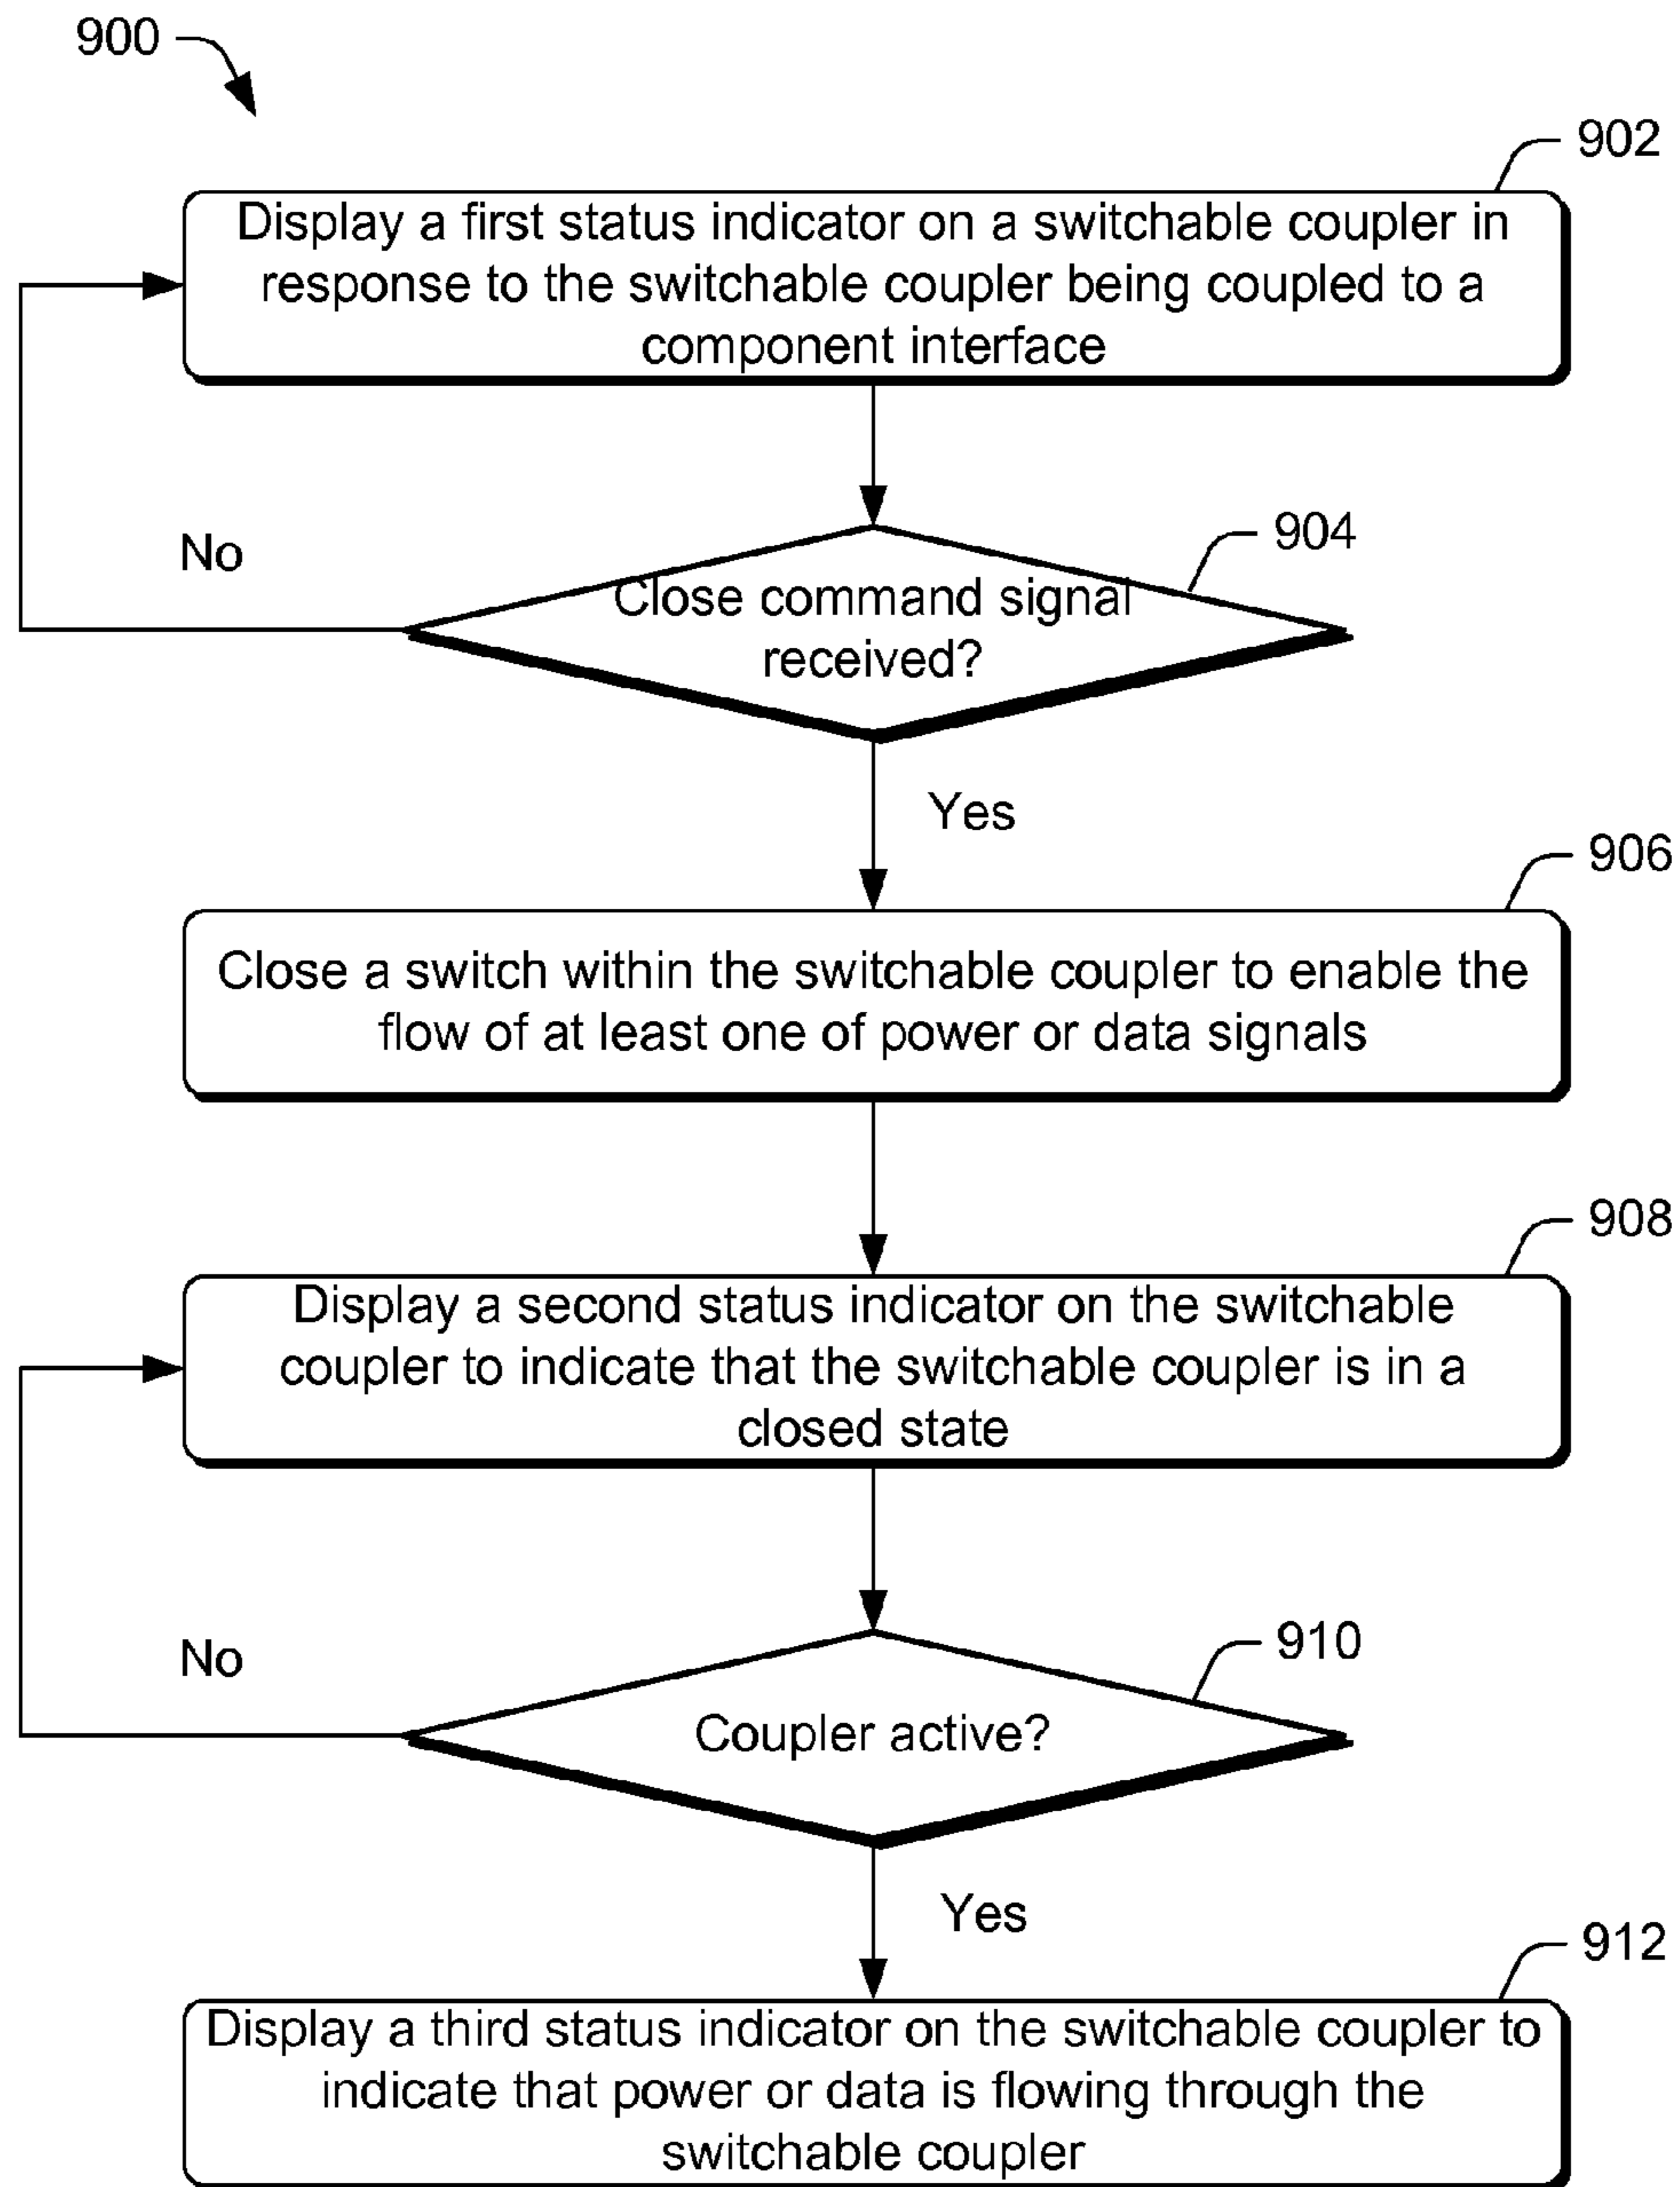 900
902
Display a first status indicator on a switchable coupler in
response to the switchable coupler being coupled to a
component interface
904
No
Close command signal
received?
Yes
906
Close a switch within the switchable coupler to enable the
flow of at least one of power or data signals
908
Display a second status indicator on the switchable
coupler to indicate that the switchable coupler is in a
closed state
910
No
Coupler active?
Yes
912
Display a third status indicator on the switchable coupler to
indicate that power or data is flowing through the
switchable coupler